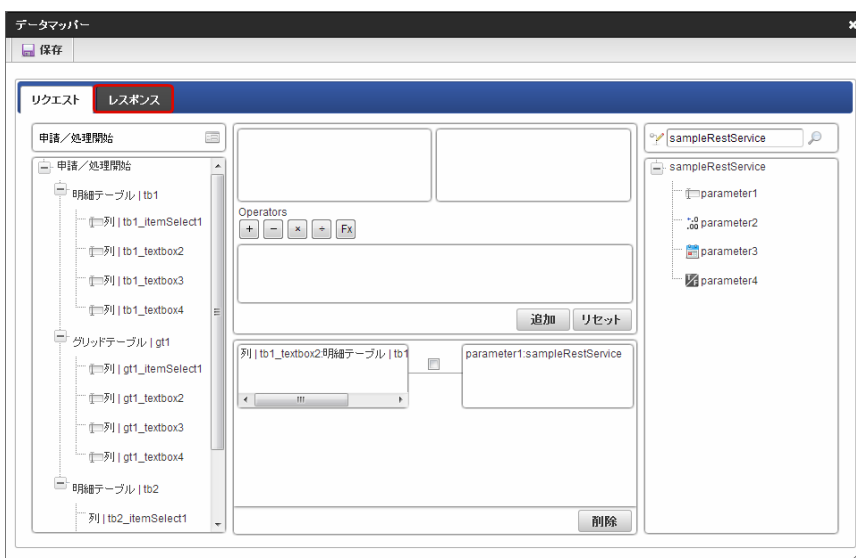 データマッパー
保存
リクエスト
レスポンス
申請／処理開始
申請／処理開始
明細テーブル | tb1
列 | tb1_itemSelect1
列 | tb1_textbox2
列 | tb1_textbox3
列 | tb1_textbox4
グリッドテーブル | gt1
列 | gt1_itemSelect1
列 | gt1_textbox2
列 | gt1_textbox3
列 | gt1_textbox4
明細テーブル | tb2
列 | tb2_itemSelect1
Operators
+ − × ÷ Fx
追加 リセット
列 | tb1_textbox2:明細テーブル | tb1
parameter1:sampleRestService
削除
sampleRestService
sampleRestService
parameter1
parameter2
parameter3
parameter4